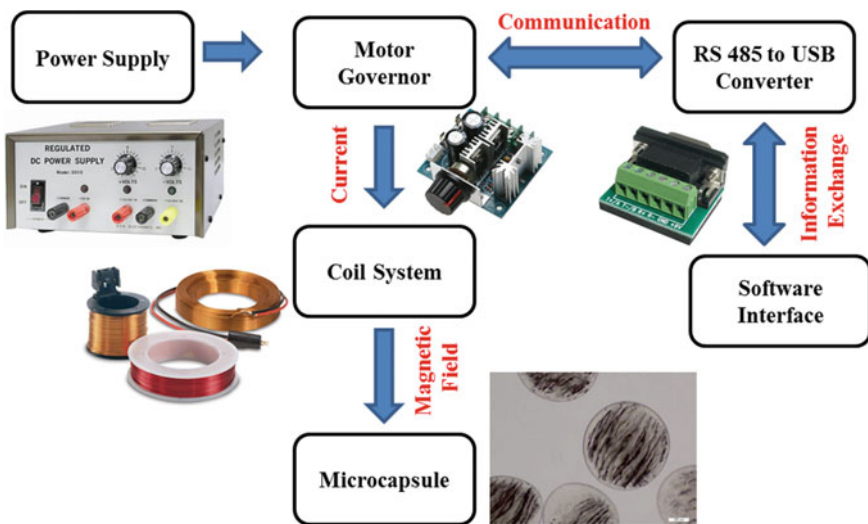 Communication
Power Supply
Motor
Governor
RS 485 to USB
Converter
REGULATED
DC POWER SUPPLY
Current
Information
Exchange
Coil System
Software
Interface
Magnetic
Field
Microcapsule